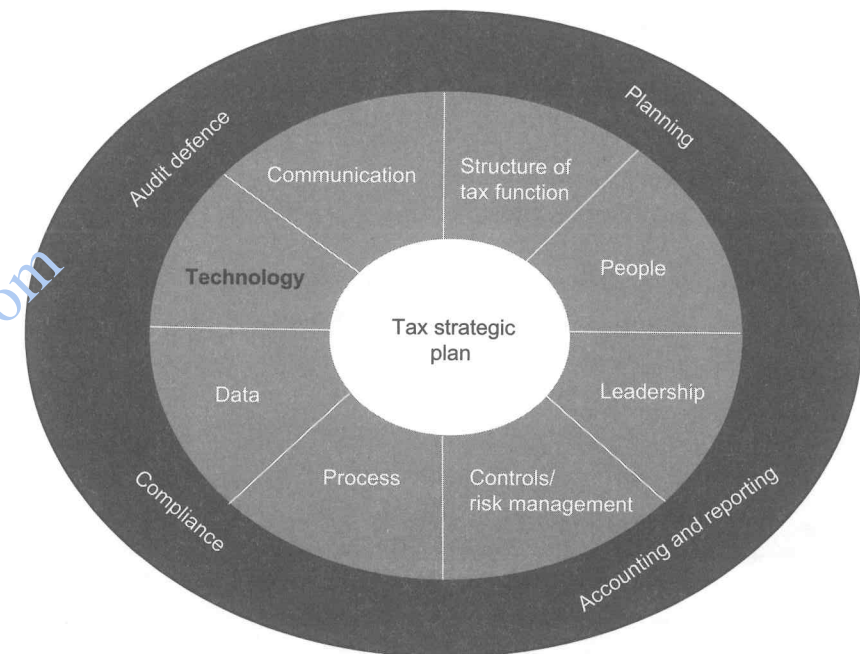 Audit defence
Planning
Communication
Structure of
tax function
Technology
People
Tax strategic
plan
Data
Leadership
Process
Controls/
risk management
Compliance
Accounting and reporting
om